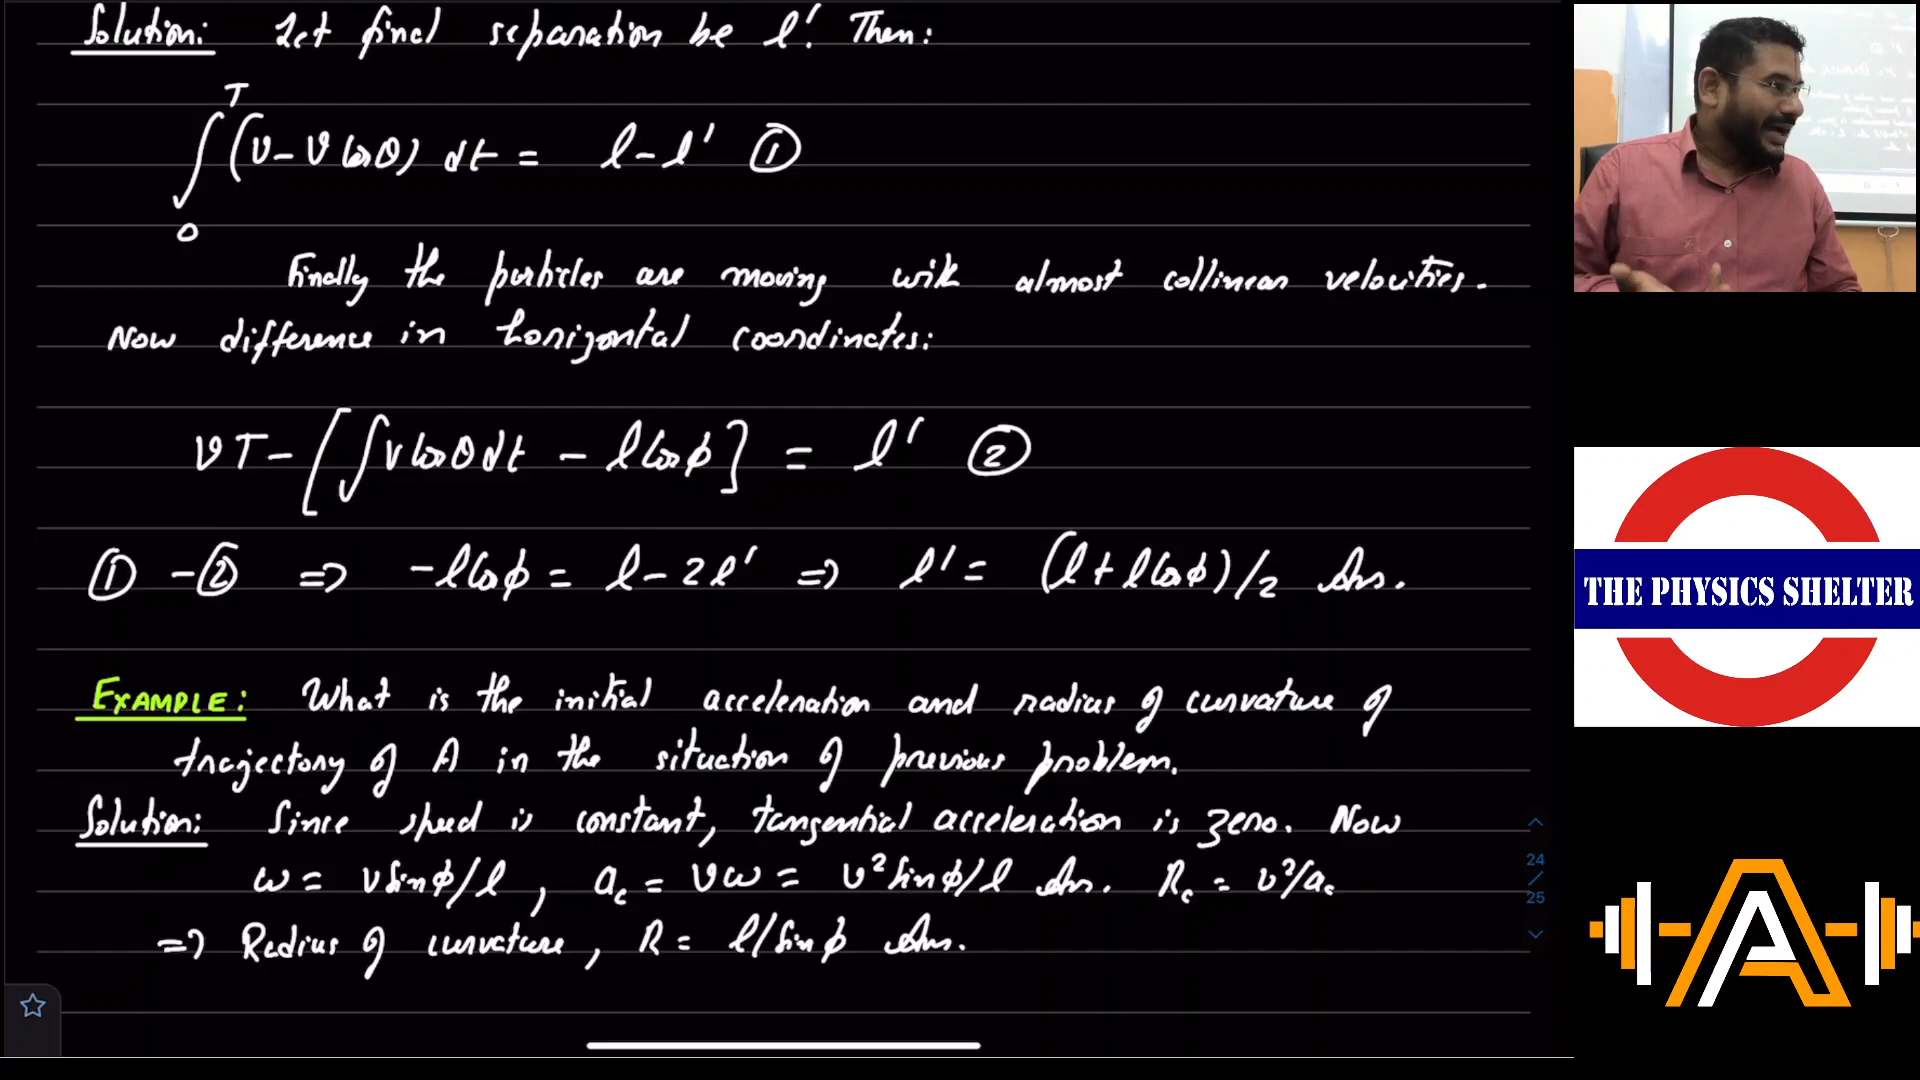 Solution: Let final separation be l'. Then:
∫₀ᵀ (v - v cosθ) dt = l - l' ①
Finally the particles are moving with almost collinear velocities.
Now difference in horizontal coordinates:
vT - [∫v cosθ dt - l cosϕ] = l' ②
① - ② => -l cosϕ = l - 2l' => l' = (l + l cosϕ)/2 Ans.
EXAMPLE: What is the initial acceleration and radius of curvature of
trajectory of A in the situation of previous problem.
Solution: Since speed is constant, tangential acceleration is zero. Now
ω = v sinϕ/l, a_c = vω = v² sinϕ/l Ans. R_c = v²/a_c
=> Radius of curvature, R = l/sinϕ Ans.
THE PHYSICS SHELTER
24
/
25
A